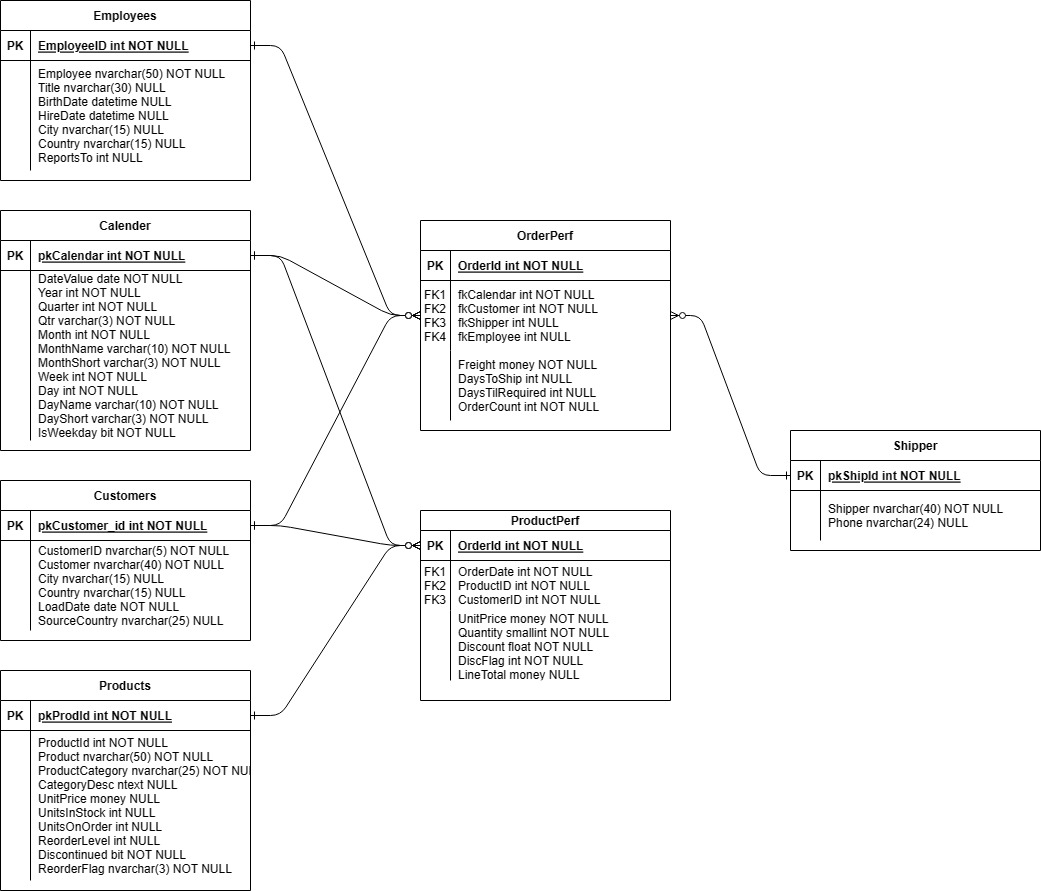 Employees
PK EmployeeID int NOT NULL
Employee nvarchar(50) NOT NULL
Title nvarchar(30) NULL
BirthDate datetime NULL
HireDate datetime NULL
City nvarchar(15) NULL
Country nvarchar(15) NULL
ReportsTo int NULL
Calender
PK pkCalendar int NOT NULL
DateValue date NOT NULL
Year int NOT NULL
Quarter int NOT NULL
Qtr varchar(3) NOT NULL
Month int NOT NULL
MonthName varchar(10) NOT NULL
MonthShort varchar(3) NOT NULL
Week int NOT NULL
Day int NOT NULL
DayName varchar(10) NOT NULL
DayShort varchar(3) NOT NULL
IsWeekday bit NOT NULL
Customers
PK pkCustomer_id int NOT NULL
CustomerID nvarchar(5) NOT NULL
Customer nvarchar(40) NOT NULL
City nvarchar(15) NULL
Country nvarchar(15) NULL
LoadDate date NOT NULL
SourceCountry nvarchar(25) NULL
Products
PK pkProdId int NOT NULL
ProductId int NOT NULL
Product nvarchar(50) NOT NULL
ProductCategory nvarchar(25) NOT NU
CategoryDesc ntext NULL
UnitPrice money NULL
UnitsInStock int NULL
UnitsOnOrder int NULL
ReorderLevel int NULL
Discontinued bit NOT NULL
ReorderFlag nvarchar(3) NOT NULL
OrderPerf
PK OrderId int NOT NULL
FK1 fkCalendar int NOT NULL
FK2 fkCustomer int NOT NULL
FK3 fkShipper int NULL
FK4 fkEmployee int NULL
Freight money NOT NULL
DaysToShip int NULL
DaysTilRequired int NULL
OrderCount int NOT NULL
ProductPerf
PK OrderId int NOT NULL
FK1 OrderDate int NOT NULL
FK2 ProductID int NOT NULL
FK3 CustomerID int NOT NULL
UnitPrice money NOT NULL
Quantity smallint NOT NULL
Discount float NOT NULL
DiscFlag int NOT NULL
LineTotal money NULL
Shipper
PK pkShipId int NOT NULL
Shipper nvarchar(40) NOT NULL
Phone nvarchar(24) NULL